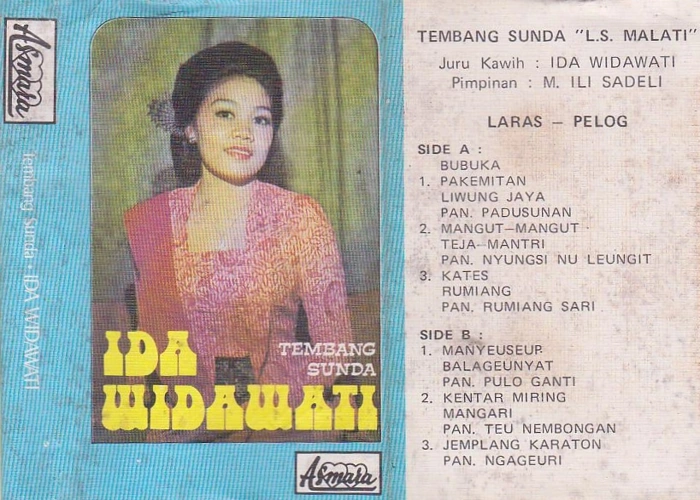 Asmara
Tembang Sunda : IDA WIDAWATI
IDA
WIDAWATI
TEMBANG
SUNDA
Asmara
TEMBANG SUNDA "L.S. MALATI"
Juru Kawih : IDA WIDAWATI
Pimpinan : M. ILI SADELI
LARAS – PELOG
SIDE A :
BUBUKA
1. PAKEMITAN
LIWUNG JAYA
PAN. PADUSUNAN
2. MANGUT–MANGUT
TEJA MANTRI
PAN. NYUNGSI NU LEUNGIT
3. KATES
RUMIANG
PAN. RUMIANG SARI
SIDE B :
1. MANYEUSEUP
BALAGEUNYAT
PAN. PULO GANTI
2. KENTAR MIRING
MANGARI
PAN. TEU NEMBONGAN
3. JEMPLANG KARATON
PAN. NGAGEURI